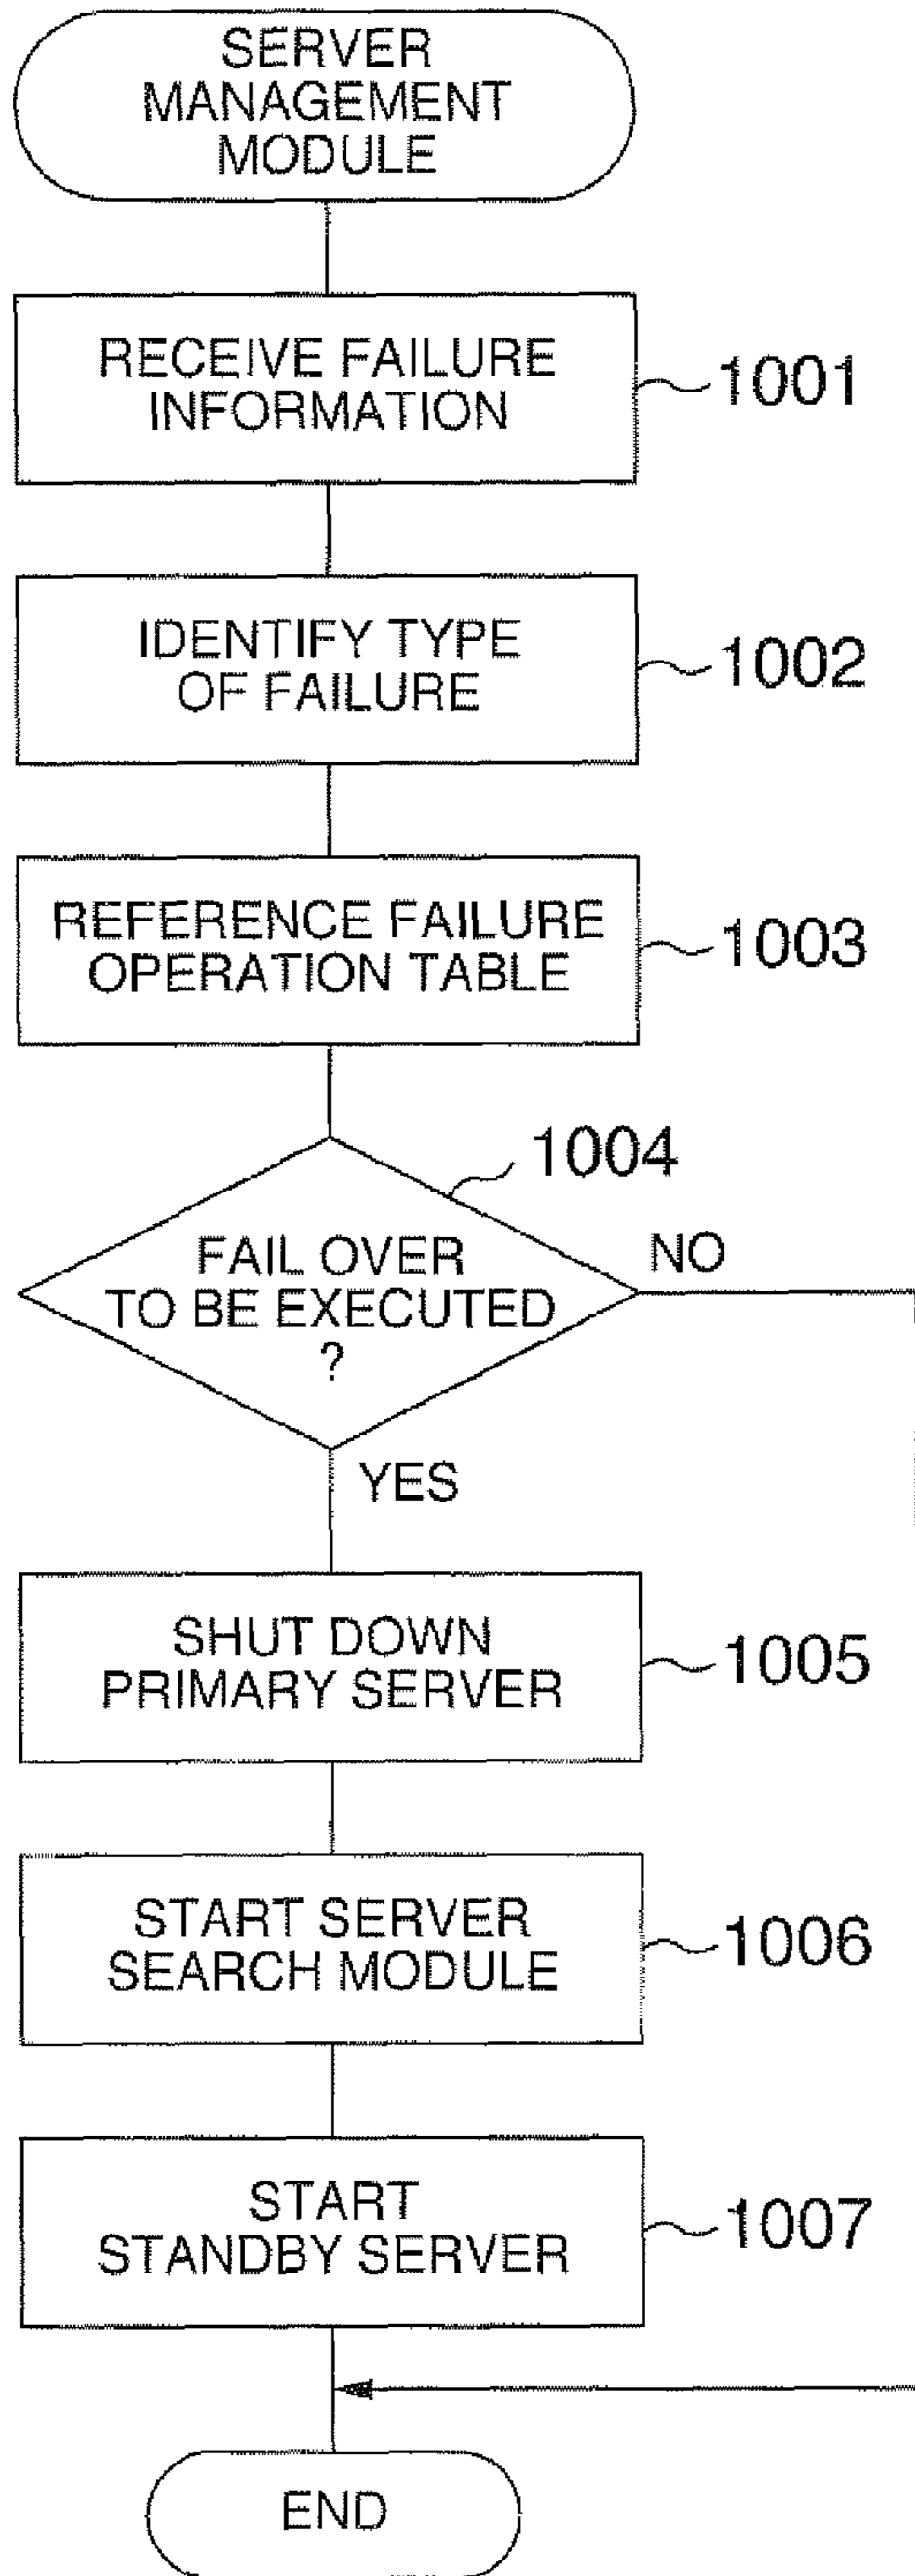 SERVER
MANAGEMENT
MODULE
RECEIVE FAILURE
INFORMATION
1001
IDENTIFY TYPE
OF FAILURE
1002
REFERENCE FAILURE
OPERATION TABLE
1003
1004
FAIL OVER
TO BE EXECUTED
?
NO
YES
SHUT DOWN
PRIMARY SERVER
1005
START SERVER
SEARCH MODULE
1006
START
STANDBY SERVER
1007
END